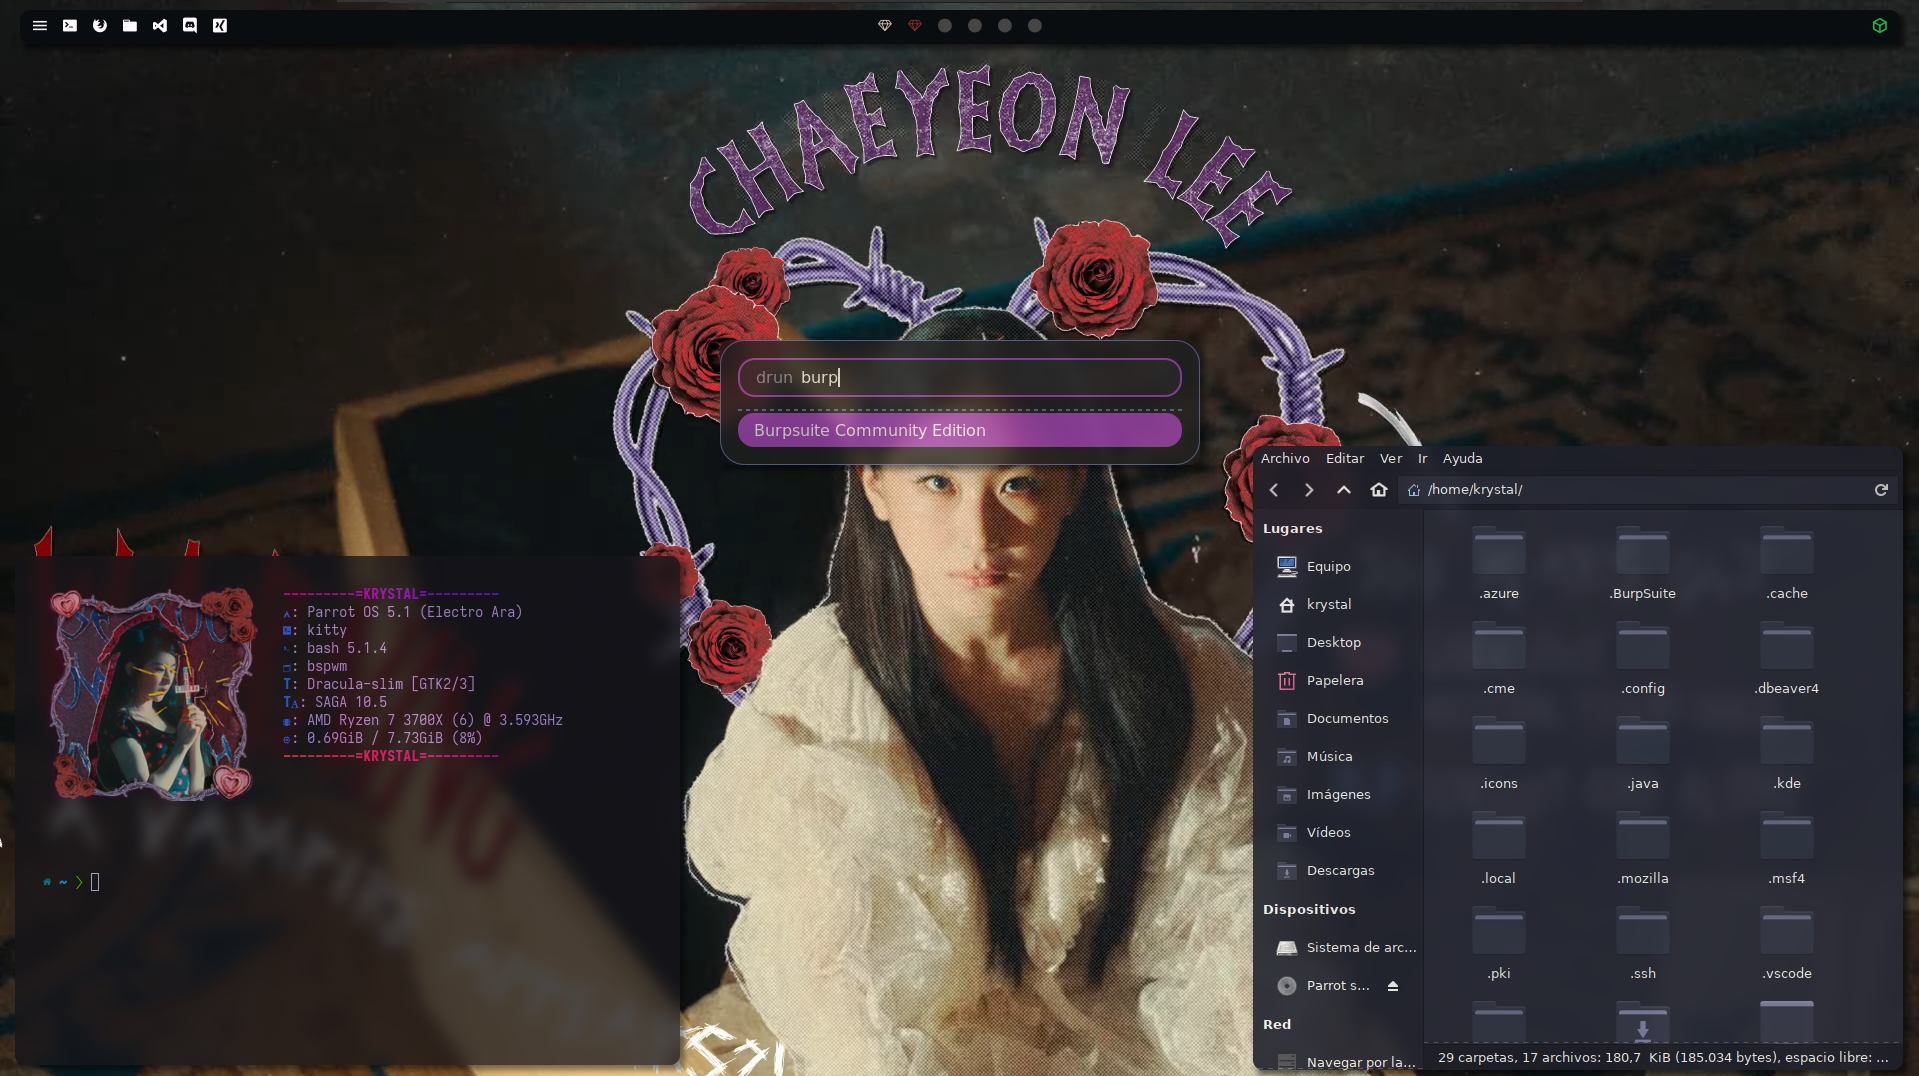 CHAEYEON LEE
drun burp
Burpsuite Community Edition
---------=KRYSTAL=---------
: Parrot OS 5.1 (Electro Ara)
: kitty
: bash 5.1.4
: bspwm
T: Dracula-slim [GTK2/3]
: SAGA 10.5
: AMD Ryzen 7 3700X (6) @ 3.593GHz
: 0.69GiB / 7.73GiB (8%)
---------=KRYSTAL=---------
~ ❯
A VAMPIRE
Archivo Editar Ver Ir Ayuda
/home/krystal/
Lugares
Equipo
krystal
Desktop
Papelera
Documentos
Música
Imágenes
Vídeos
Descargas
Dispositivos
Sistema de arc...
Parrot s...
Red
Navegar por la...
.azure .BurpSuite .cache
.cme .config .dbeaver4
.icons .java .kde
.local .mozilla .msf4
.pki .ssh .vscode
29 carpetas, 17 archivos: 180,7 KiB (185.034 bytes), espacio libre: ...